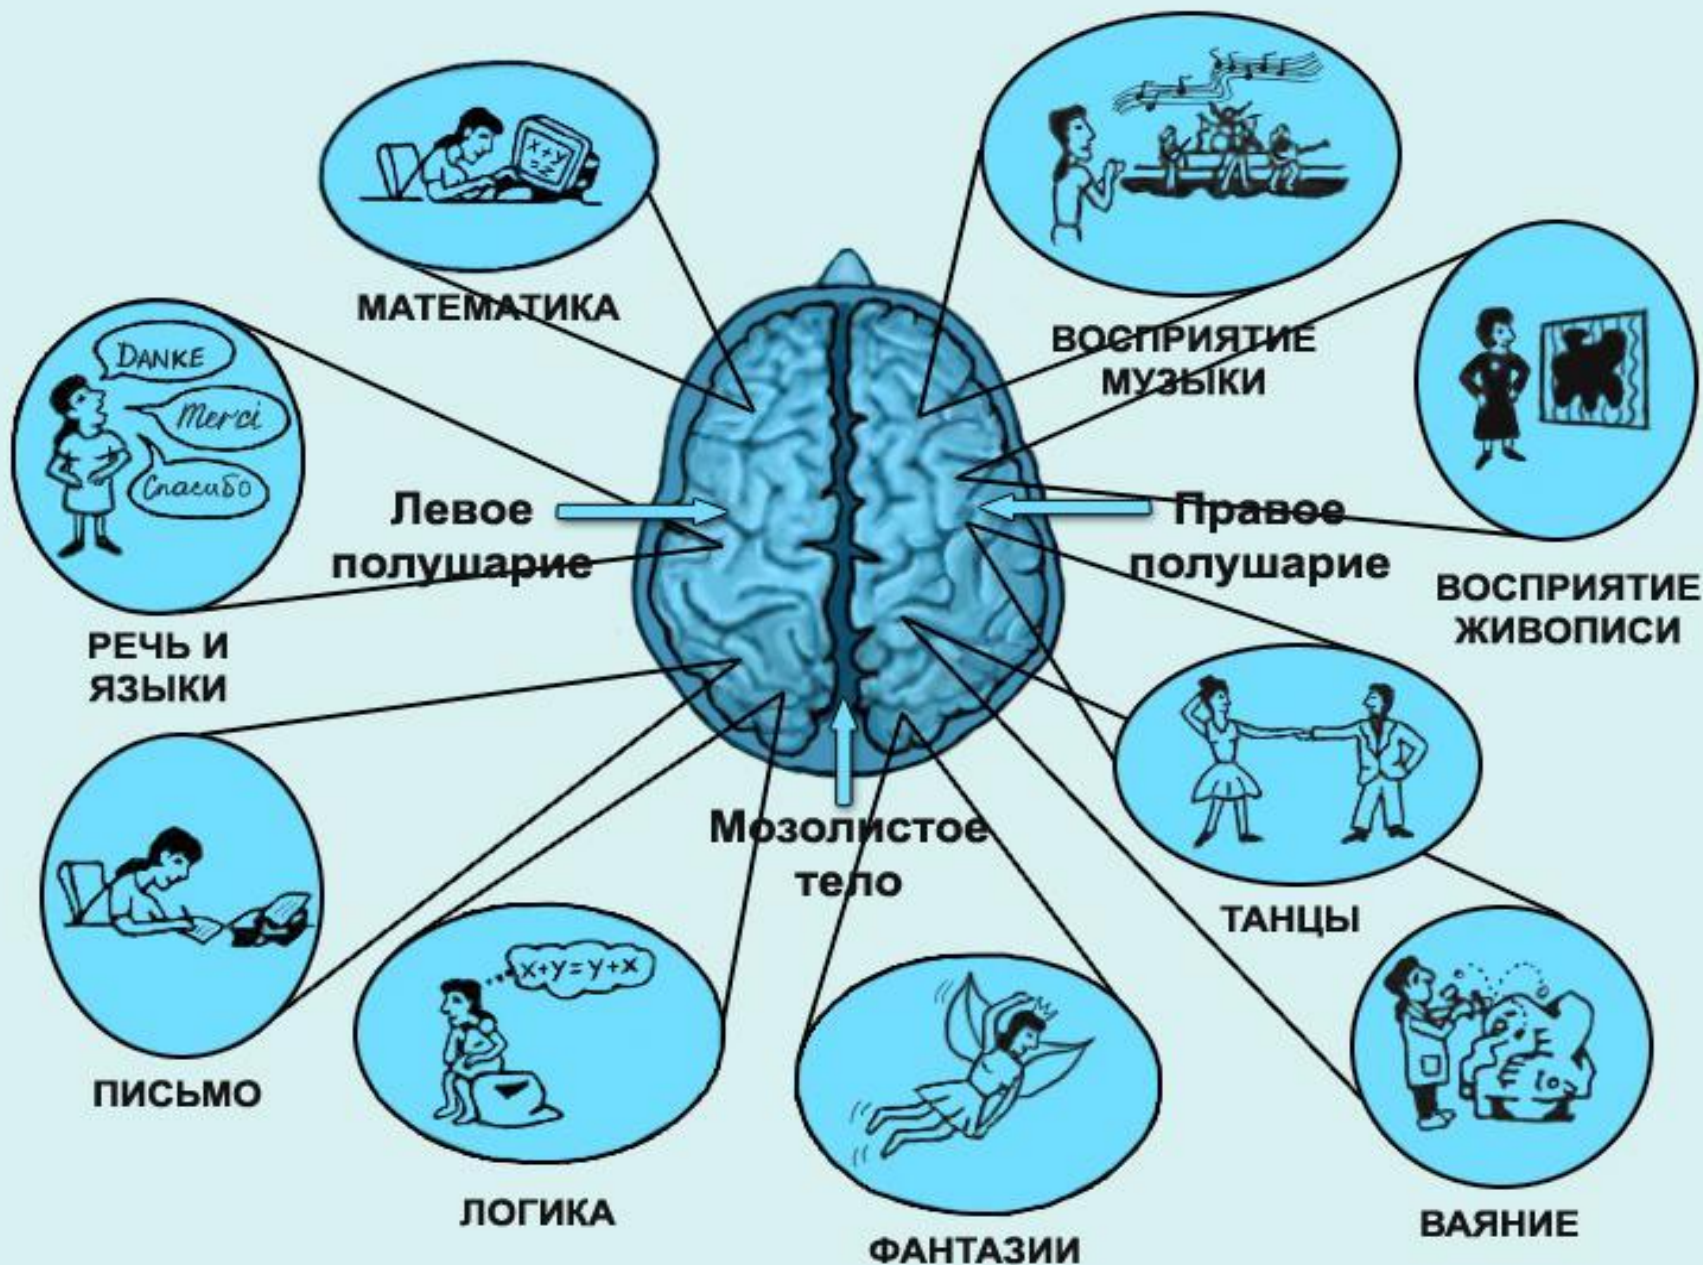 X+Y
=Z
МАТЕМАТИКА
ВОСПРИЯТИЕ
МУЗЫКИ
DANKE
Merci
Спасибо
РЕЧЬ И
ЯЗЫКИ
Левое
полушарие
Правое
полушарие
ВОСПРИЯТИЕ
ЖИВОПИСИ
Мозолистое
тело
ТАНЦЫ
ПИСЬМО
X+Y=Y+X
ЛОГИКА
ФАНТАЗИИ
ВАЯНИЕ